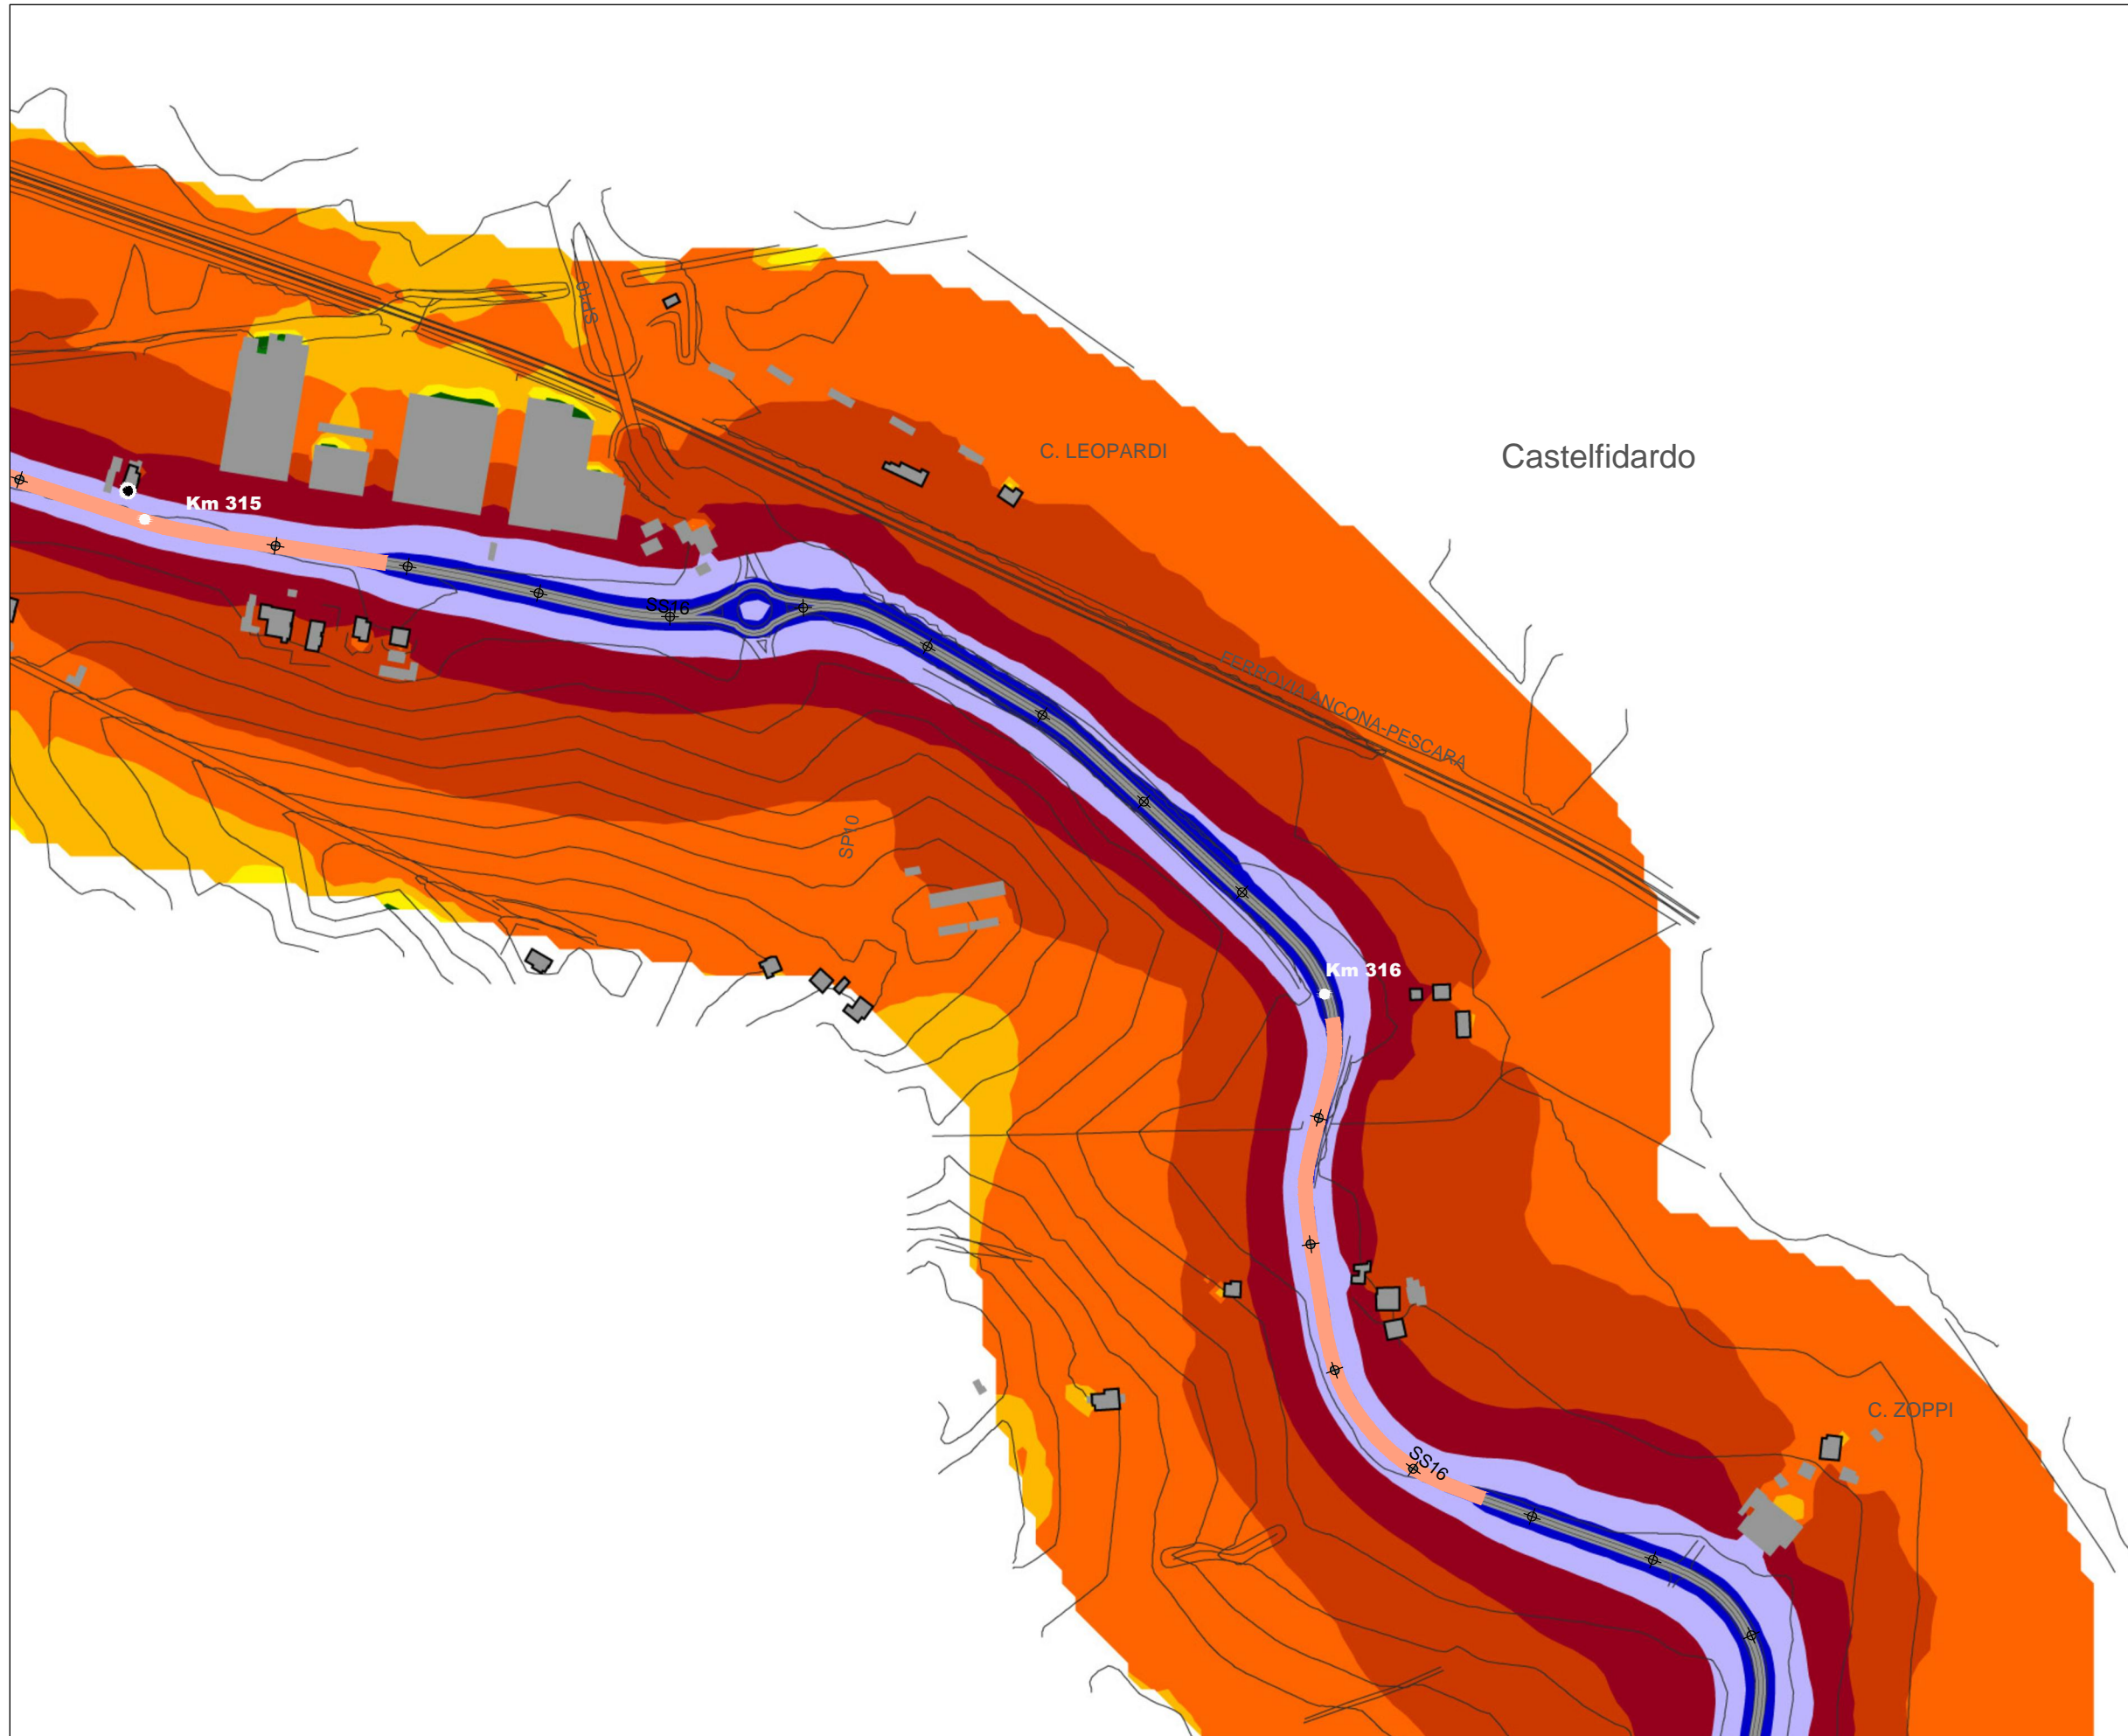 SP10
C. LEOPARDI
Castelfidardo
Km 315
SS16
FERROVIA ANCONA-PESCARA
SP10
Km 316
C. ZOPPI
SS16